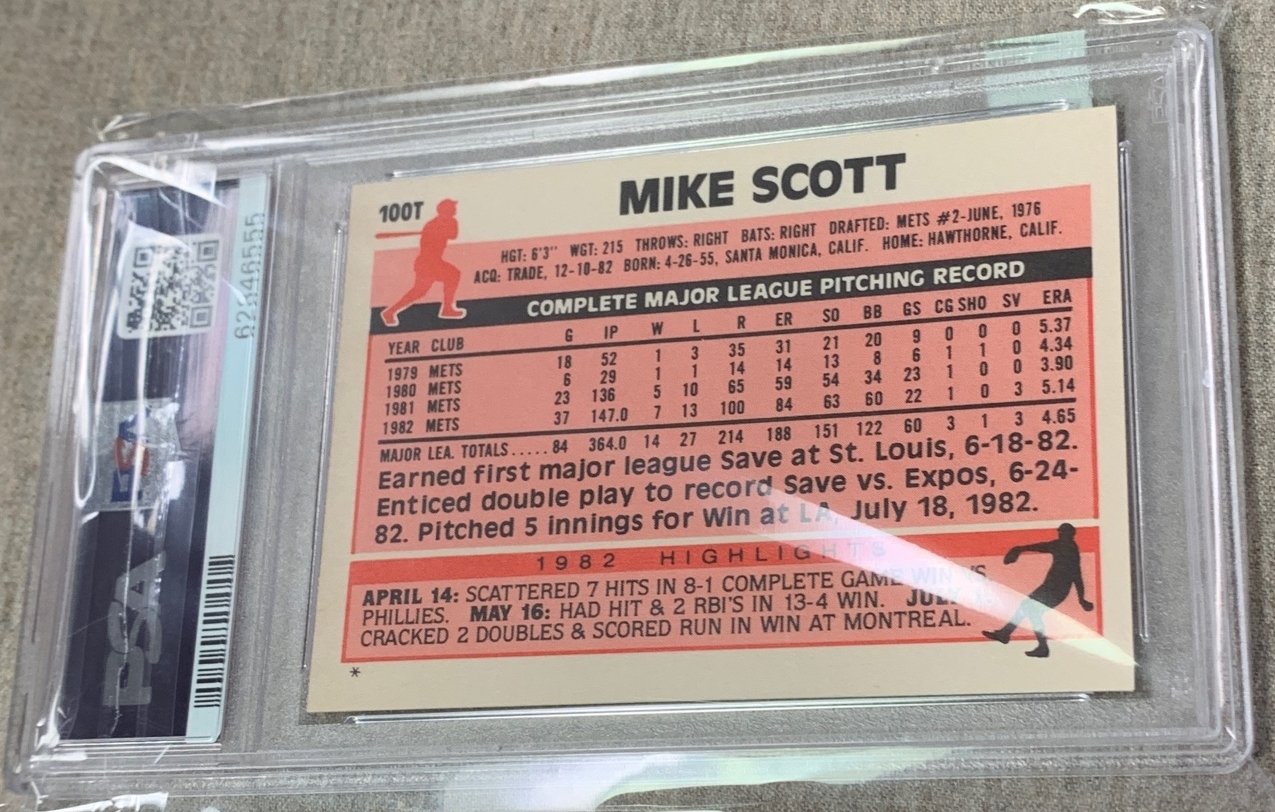 100T
MIKE SCOTT
HGT: 6'3" WGT: 215 THROWS: RIGHT BATS: RIGHT DRAFTED: METS #2-JUNE, 1976
ACQ: TRADE, 12-10-82 BORN: 4-26-55, SANTA MONICA, CALIF. HOME: HAWTHORNE, CALIF.
COMPLETE MAJOR LEAGUE PITCHING RECORD
YEAR CLUB G IP W L R ER SO BB GS CG SHO SV ERA
1979 METS 18 52 1 3 35 31 21 20 9 0 0 0 5.37
1980 METS 6 29 1 1 14 14 13 8 6 1 1 0 4.34
1981 METS 23 136 5 10 65 59 54 34 23 1 0 0 3.90
1982 METS 37 147.0 7 13 100 84 63 60 22 1 0 3 5.14
MAJOR LEA. TOTALS..... 84 364.0 14 27 214 188 151 122 60 3 1 3 4.65
Earned first major league Save at St. Louis, 6-18-82.
Enticed double play to record Save vs. Expos, 6-24-
82. Pitched 5 innings for Win at LA, July 18, 1982.
1982 HIGHLIGHTS
APRIL 14: SCATTERED 7 HITS IN 8-1 COMPLETE GAME WIN VS.
PHILLIES. MAY 16: HAD HIT & 2 RBI'S IN 13-4 WIN. JULY
CRACKED 2 DOUBLES & SCORED RUN IN WIN AT MONTREAL.
*
PSA